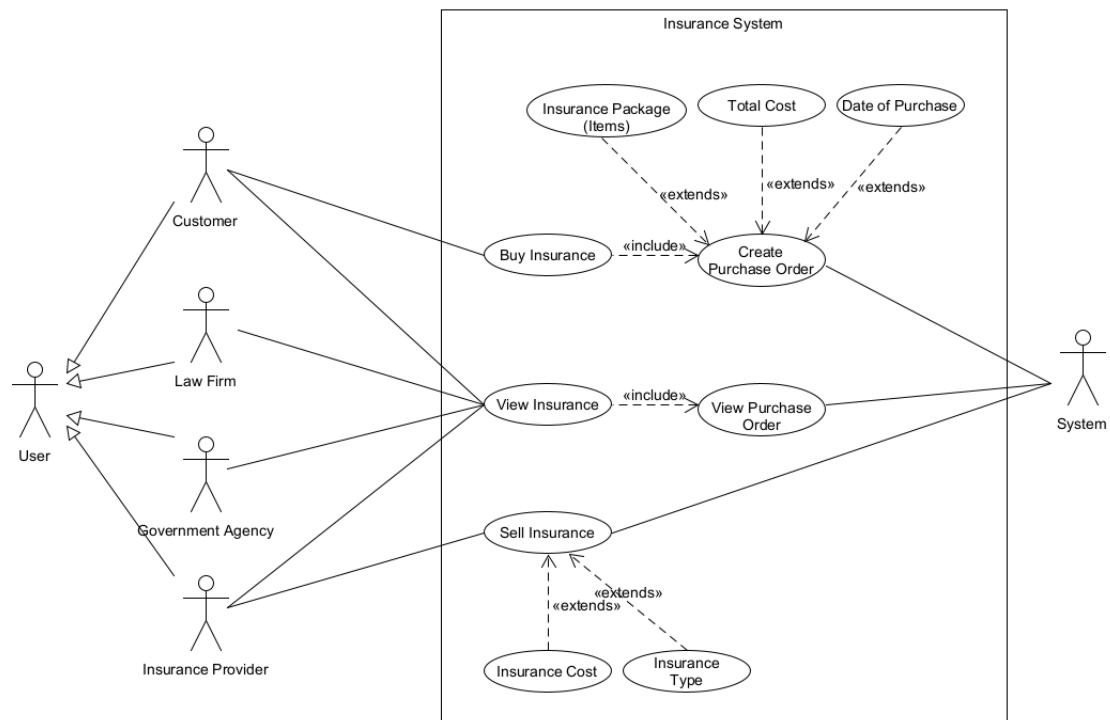 Insurance System
Insurance Package
(Items)
Total Cost
Date of Purchase
«extends»
«extends»
«extends»
Customer
Buy Insurance
«include»
Create
Purchase Order
Law Firm
User
View Insurance
«include»
View Purchase
Order
System
Government Agency
Sell Insurance
«extends»
«extends»
Insurance Provider
Insurance Cost
Insurance
Type